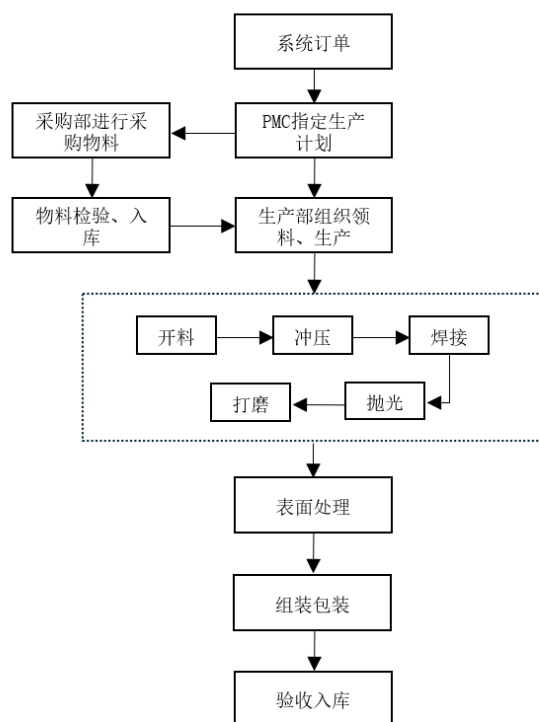 系统订单
采购部进行采
购物料
PMC指定生产
计划
物料检验、入
库
生产部组织领
料、生产
开料
冲压
焊接
打磨
抛光
表面处理
组装包装
验收入库